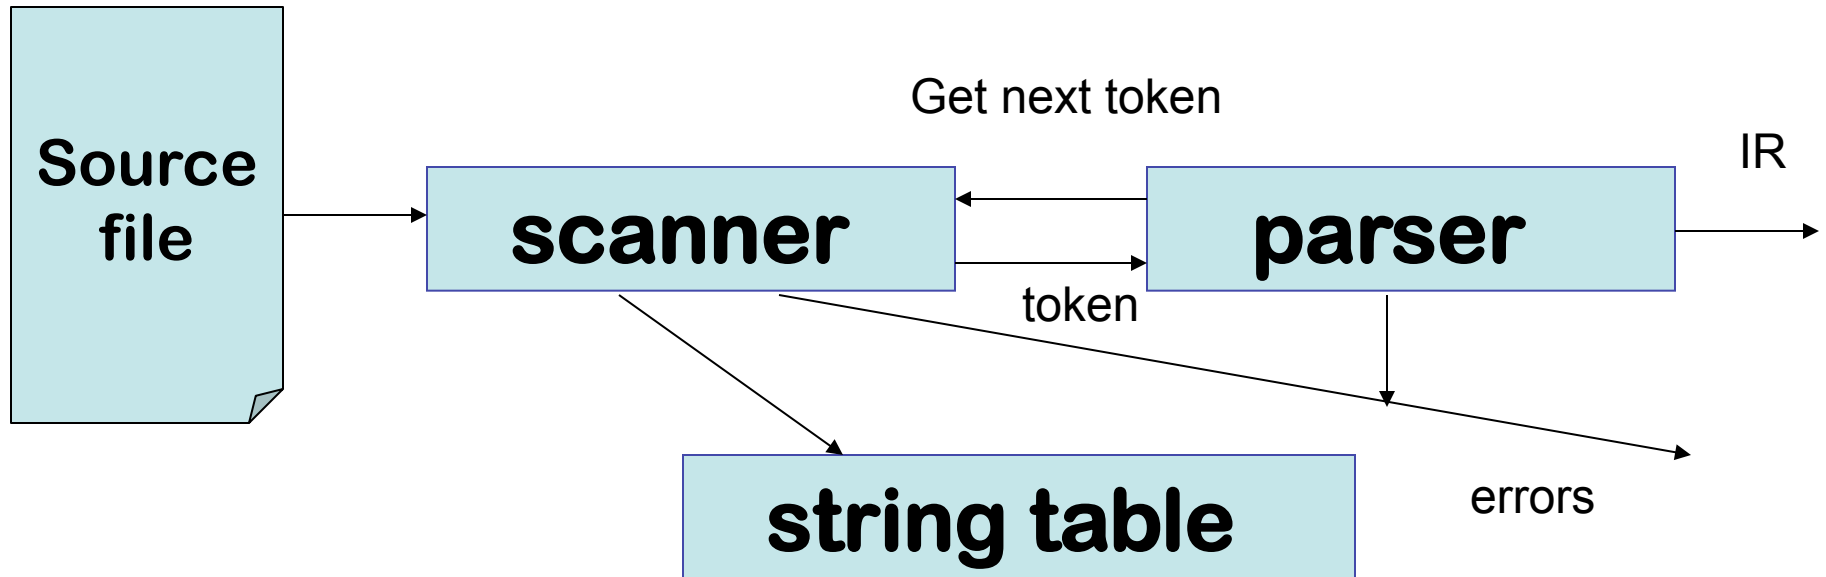 Source
file
Get next token
scanner
parser
IR
token
string table
errors